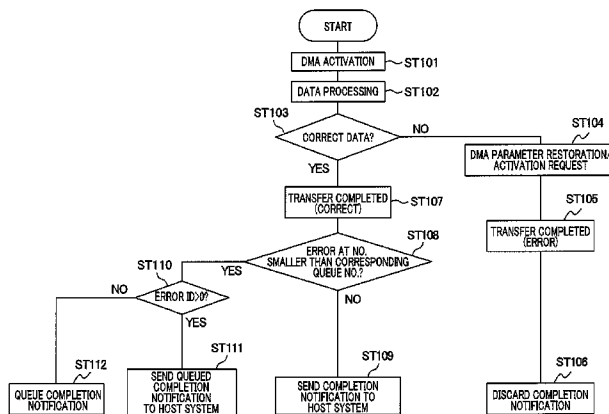 START
DMA ACTIVATION
ST101
DATA PROCESSING
ST102
ST103
CORRECT DATA?
NO
YES
ST104
DMA PARAMETER RESTORATION/
ACTIVATION REQUEST
TRANSFER COMPLETED
(CORRECT)
ST107
ST105
TRANSFER COMPLETED
(ERROR)
ST108
ERROR AT NO.
SMALLER THAN CORRESPONDING
QUEUE NO.?
YES
NO
ST110
ERROR ID>0?
NO
YES
ST112
QUEUE COMPLETION
NOTIFICATION
ST111
SEND QUEUED
COMPLETION
NOTIFICATION
TO HOST SYSTEM
ST109
SEND COMPLETION
NOTIFICATION TO
HOST SYSTEM
ST106
DISCARD COMPLETION
NOTIFICATION